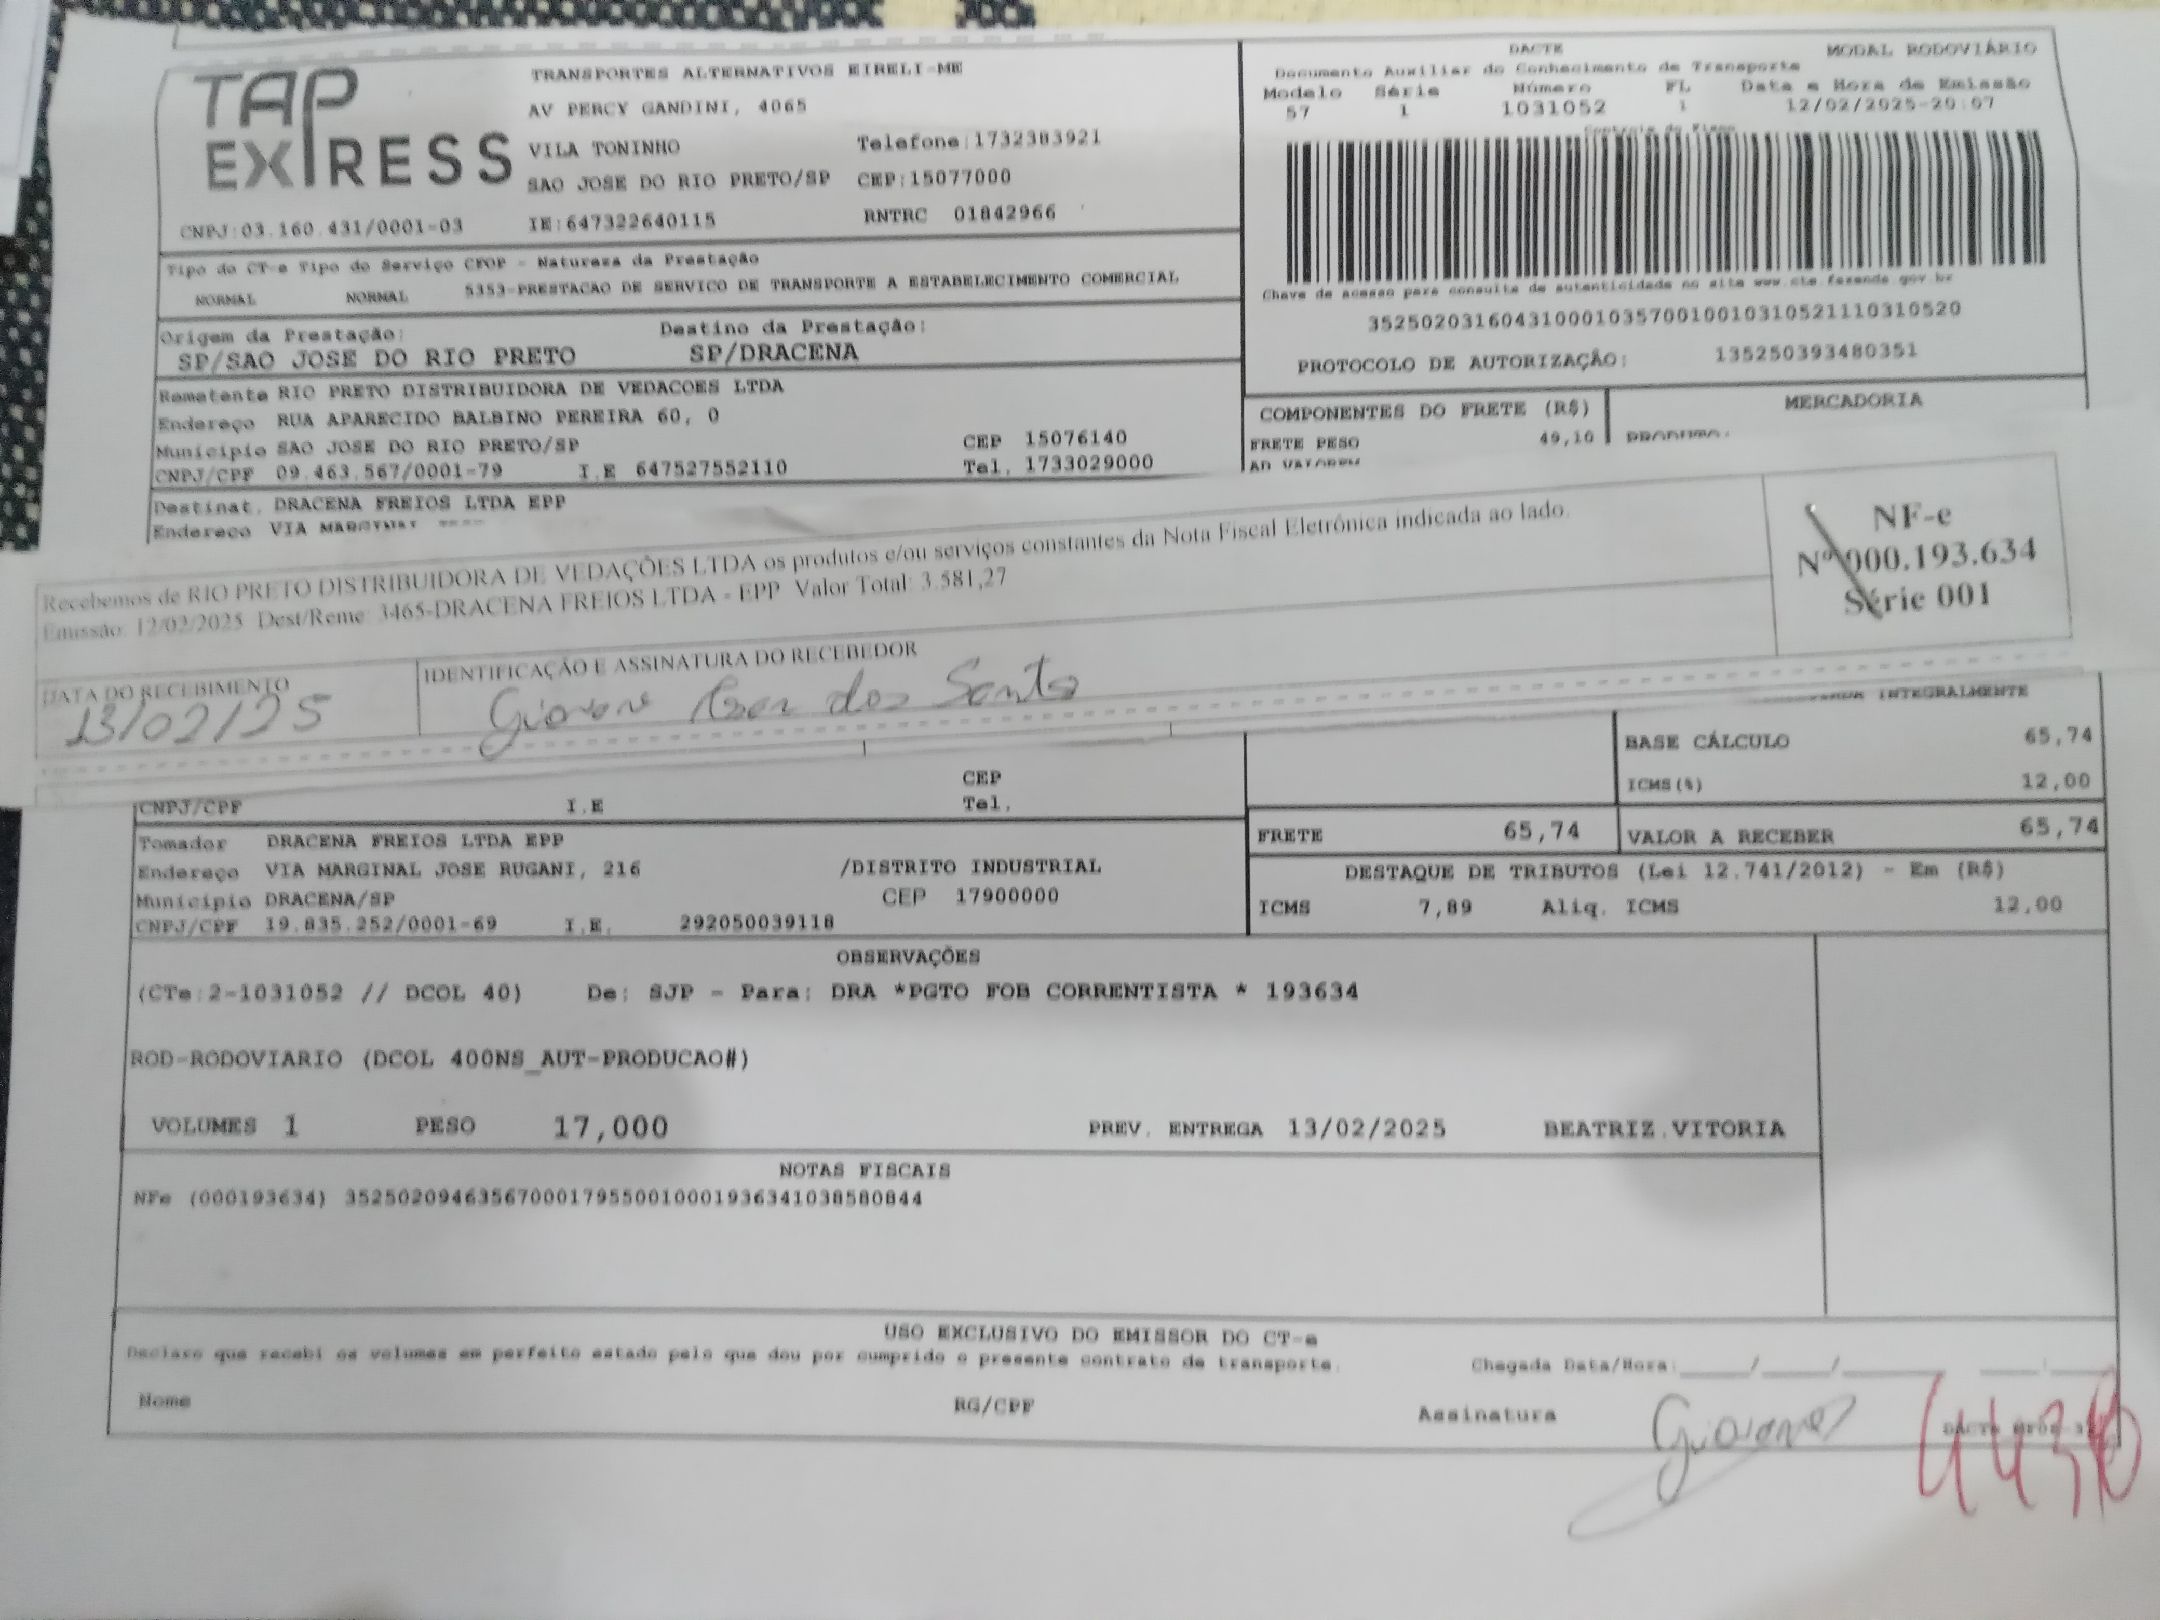 TAP EXPRESS
TRANSPORTES ALTERNATIVOS EIRELI-ME
AV PERCY GANDINI, 4065
VILA TONINHO Telefone:1732383921
SAO JOSE DO RIO PRETO/SP CEP:15077000
CNPJ:03.160.431/0001-03 IE:647322640115 RNTRC 01842966
DACTE MODAL RODOVIÁRIO
Documento Auxiliar do Conhecimento de Transporte
Modelo Série Número FL Data e Hora de Emissão
57 1 1031052 1 12/02/2025-20:07
Chave de acesso para consulta de autenticidade no site www.cte.fazenda.gov.br
35250203160431000103570010010310521110310520
PROTOCOLO DE AUTORIZAÇÃO: 135250393480351
Tipo do CT-e Tipo do Serviço CFOP - Natureza da Prestação
NORMAL NORMAL 5353-PRESTACAO DE SERVICO DE TRANSPORTE A ESTABELECIMENTO COMERCIAL
Origem da Prestação: Destino da Prestação:
SP/SAO JOSE DO RIO PRETO SP/DRACENA
Remetente RIO PRETO DISTRIBUIDORA DE VEDACOES LTDA
Endereço RUA APARECIDO BALBINO PEREIRA 60, 0
Município SAO JOSE DO RIO PRETO/SP CEP 15076140
CNPJ/CPF 09.463.567/0001-79 I.E 647527552110 Tel. 1733029000
COMPONENTES DO FRETE (R$) MERCADORIA
FRETE PESO 49,10 PRODUTO:
AD VALOREM
Destinat. DRACENA FREIOS LTDA EPP
Endereco VIA MARGINAL
Recebemos de RIO PRETO DISTRIBUIDORA DE VEDAÇÕES LTDA os produtos e/ou serviços constantes da Nota Fiscal Eletrônica indicada ao lado.
Emissão: 12/02/2025 Dest/Reme: 3465-DRACENA FREIOS LTDA - EPP Valor Total: 3.581,27
NF-e
Nº 000.193.634
Série 001
DATA DO RECEBIMENTO IDENTIFICAÇÃO E ASSINATURA DO RECEBEDOR
13/02/25 dos Santos
INTEGRALMENTE
BASE CÁLCULO 65,74
ICMS(%) 12,00
CEP
CNPJ/CPF I.E Tel.
FRETE 65,74 VALOR A RECEBER 65,74
Tomador DRACENA FREIOS LTDA EPP
Endereço VIA MARGINAL JOSE RUGANI, 216 /DISTRITO INDUSTRIAL
Município DRACENA/SP CEP 17900000
CNPJ/CPF 19.835.252/0001-69 I.E. 292050039118
DESTAQUE DE TRIBUTOS (Lei 12.741/2012) - Em (R$)
ICMS 7,89 Aliq. ICMS 12,00
OBSERVAÇÕES
(CTe:2-1031052 // DCOL 40) De: SJP - Para: DRA *PGTO FOB CORRENTISTA * 193634
ROD-RODOVIARIO (DCOL 400NS_AUT-PRODUCAO#)
VOLUMES 1 PESO 17,000 PREV. ENTREGA 13/02/2025 BEATRIZ.VITORIA
NOTAS FISCAIS
NFe (000193634) 35250209463567000179550010001936341038580844
USO EXCLUSIVO DO EMISSOR DO CT-e
Declaro que recebi os volumes em perfeito estado pelo que dou por cumprido o presente contrato de transporte. Chegada Data/Hora:____/____/____ ___:___
Nome RG/CPF Assinatura